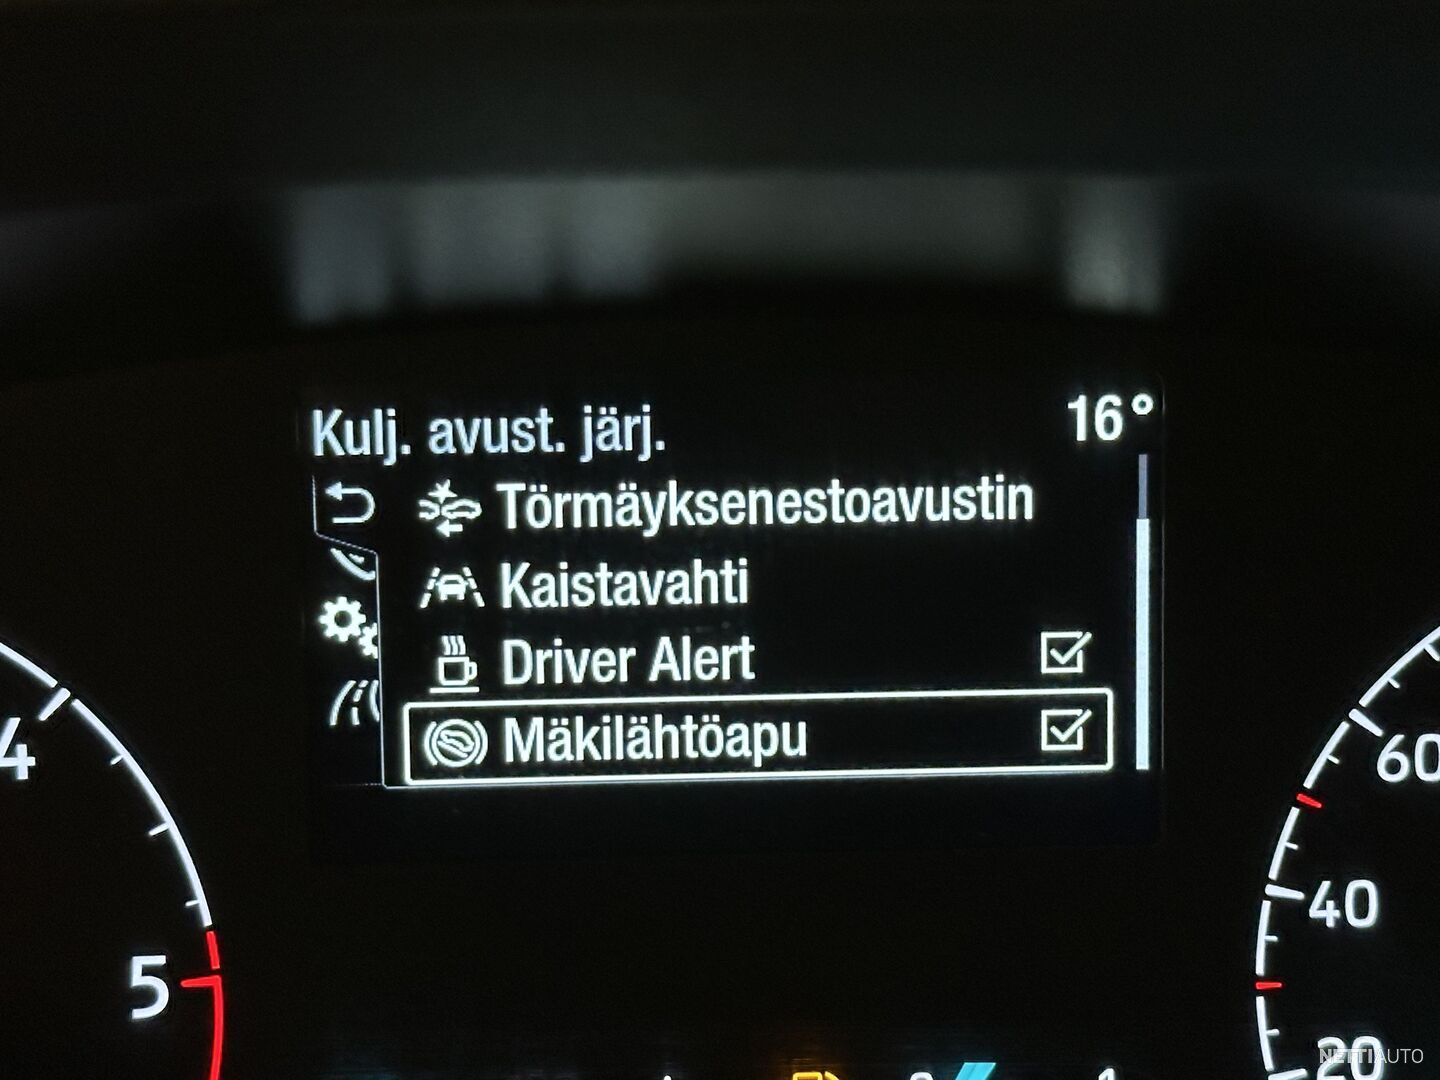 Kulj. avust. järj.
16°
Törmäyksenestoavustin
Kaistavahti
Driver Alert
Mäkilähtöapu
4
5
60
40
20
NETTIAUTO